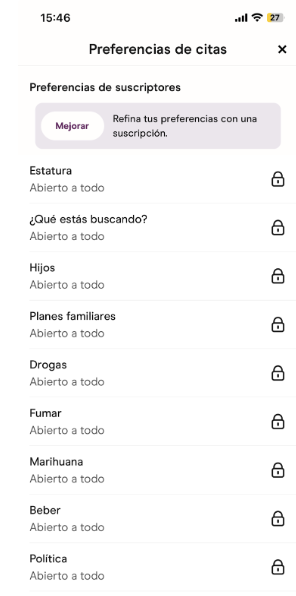 15:46
27
Preferencias de citas
Preferencias de suscriptores
Mejorar
Refina tus preferencias con una
suscripción.
Estatura
Abierto a todo
¿Qué estás buscando?
Abierto a todo
Hijos
Abierto a todo
Planes familiares
Abierto a todo
Drogas
Abierto a todo
Fumar
Abierto a todo
Marihuana
Abierto a todo
Beber
Abierto a todo
Política
Abierto a todo